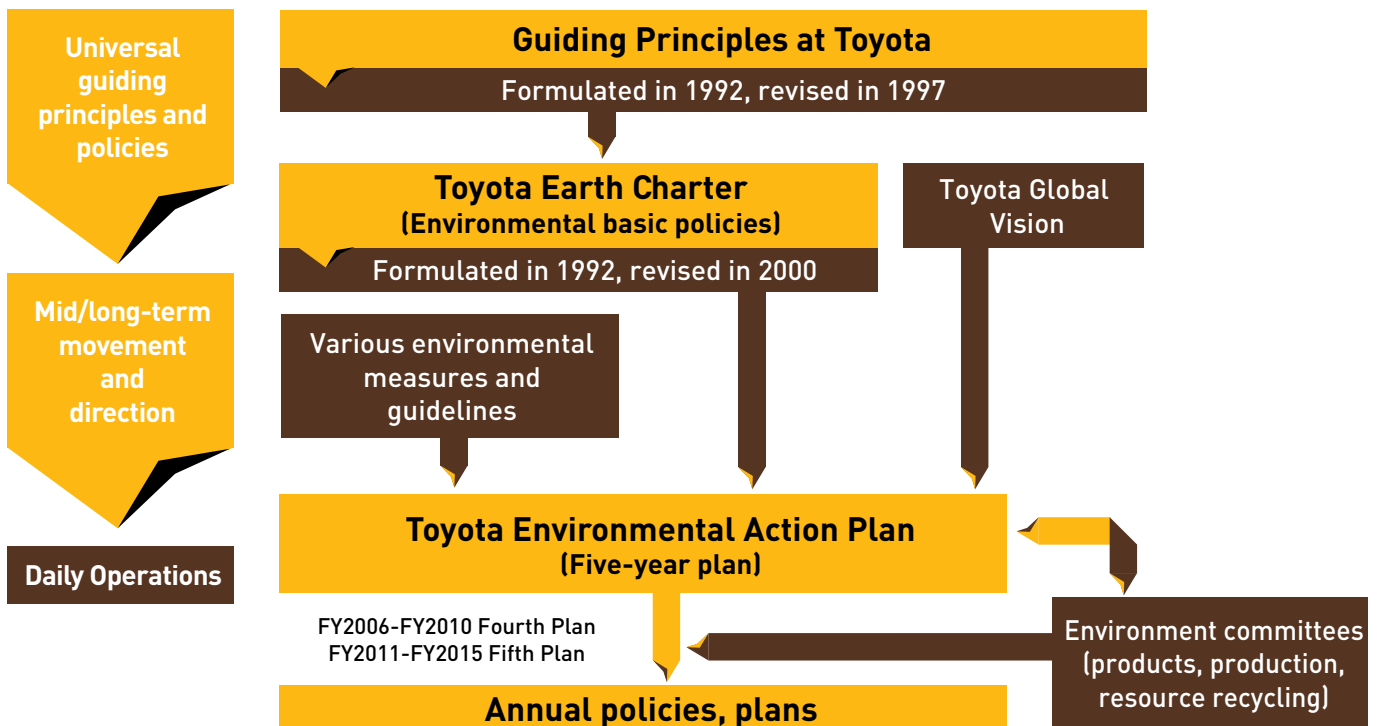 Universal
guiding
principles and
policies
Mid/long-term
movement
and
direction
Daily Operations
Guiding Principles at Toyota
Formulated in 1992, revised in 1997
Toyota Earth Charter
(Environmental basic policies)
Formulated in 1992, revised in 2000
Toyota Global
Vision
Various environmental
measures and
guidelines
Toyota Environmental Action Plan
(Five-year plan)
FY2006-FY2010 Fourth Plan
FY2011-FY2015 Fifth Plan
Environment committees
(products, production,
resource recycling)
Annual policies, plans